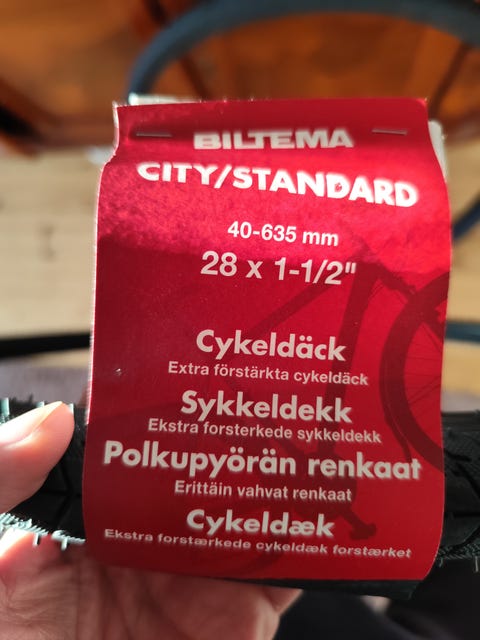 BILTEMA
CITY/STANDARD
40-635 mm
28 x 1-1/2"
Cykeldäck
Extra förstärkta cykeldäck
Sykkeldekk
Ekstra forsterkede sykkeldekk
Polkupyörän renkaat
Erittäin vahvat renkaat
Cykeldæk
Ekstra forstærkede cykeldæk forstærket